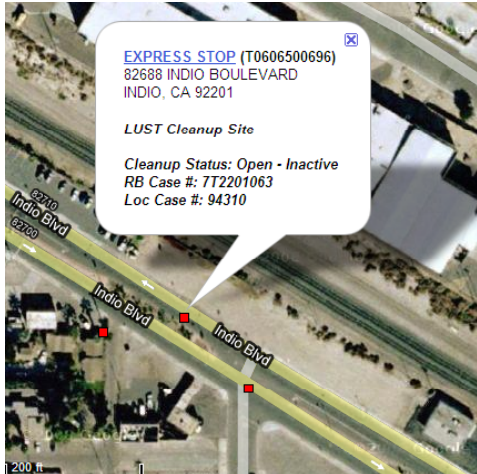 EXPRESS STOP (T0606500696)
82688 INDIO BOULEVARD
INDIO, CA 92201
LUST Cleanup Site
Cleanup Status: Open - Inactive
RB Case #: 7T2201063
Loc Case #: 94310
82710
Indio Blvd
82700
Indio Blvd
Indio Blvd
200 ft